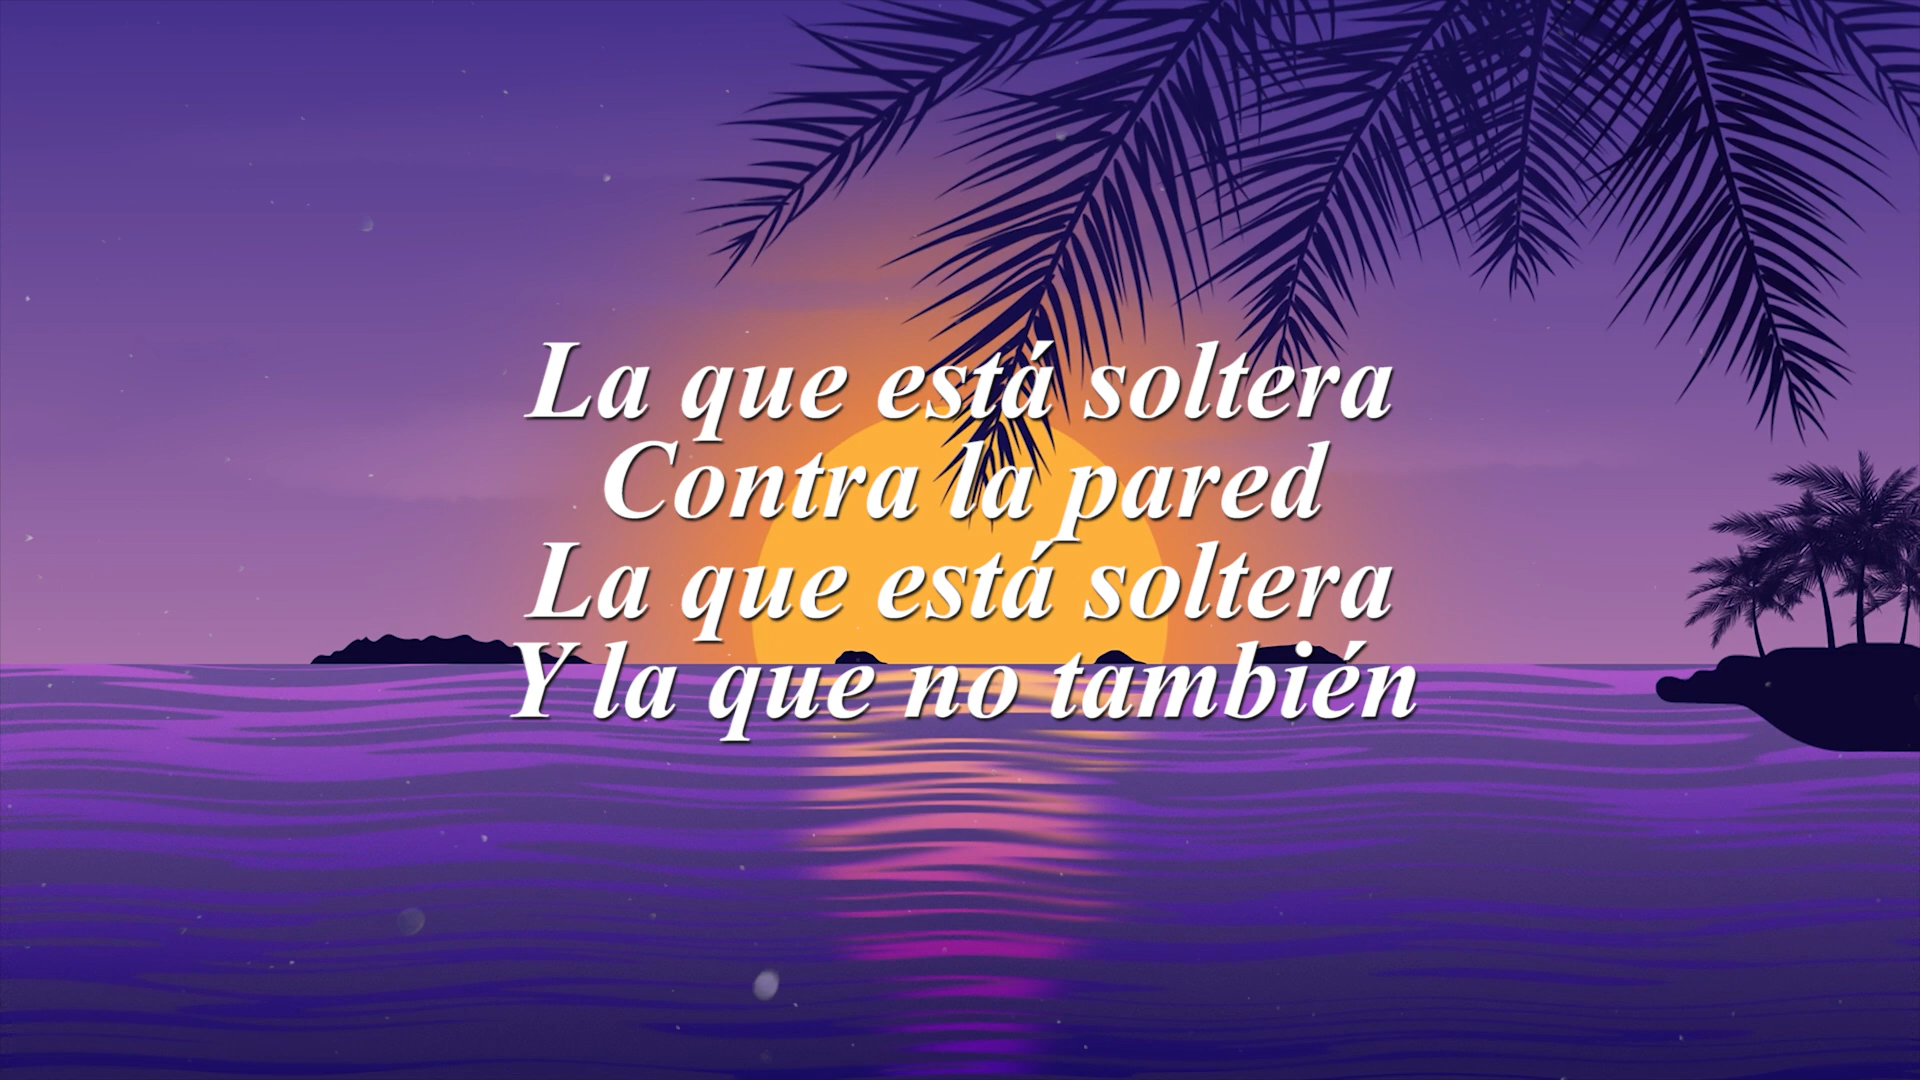 La que está soltera
Contra la pared
La que está soltera
Y la que no también